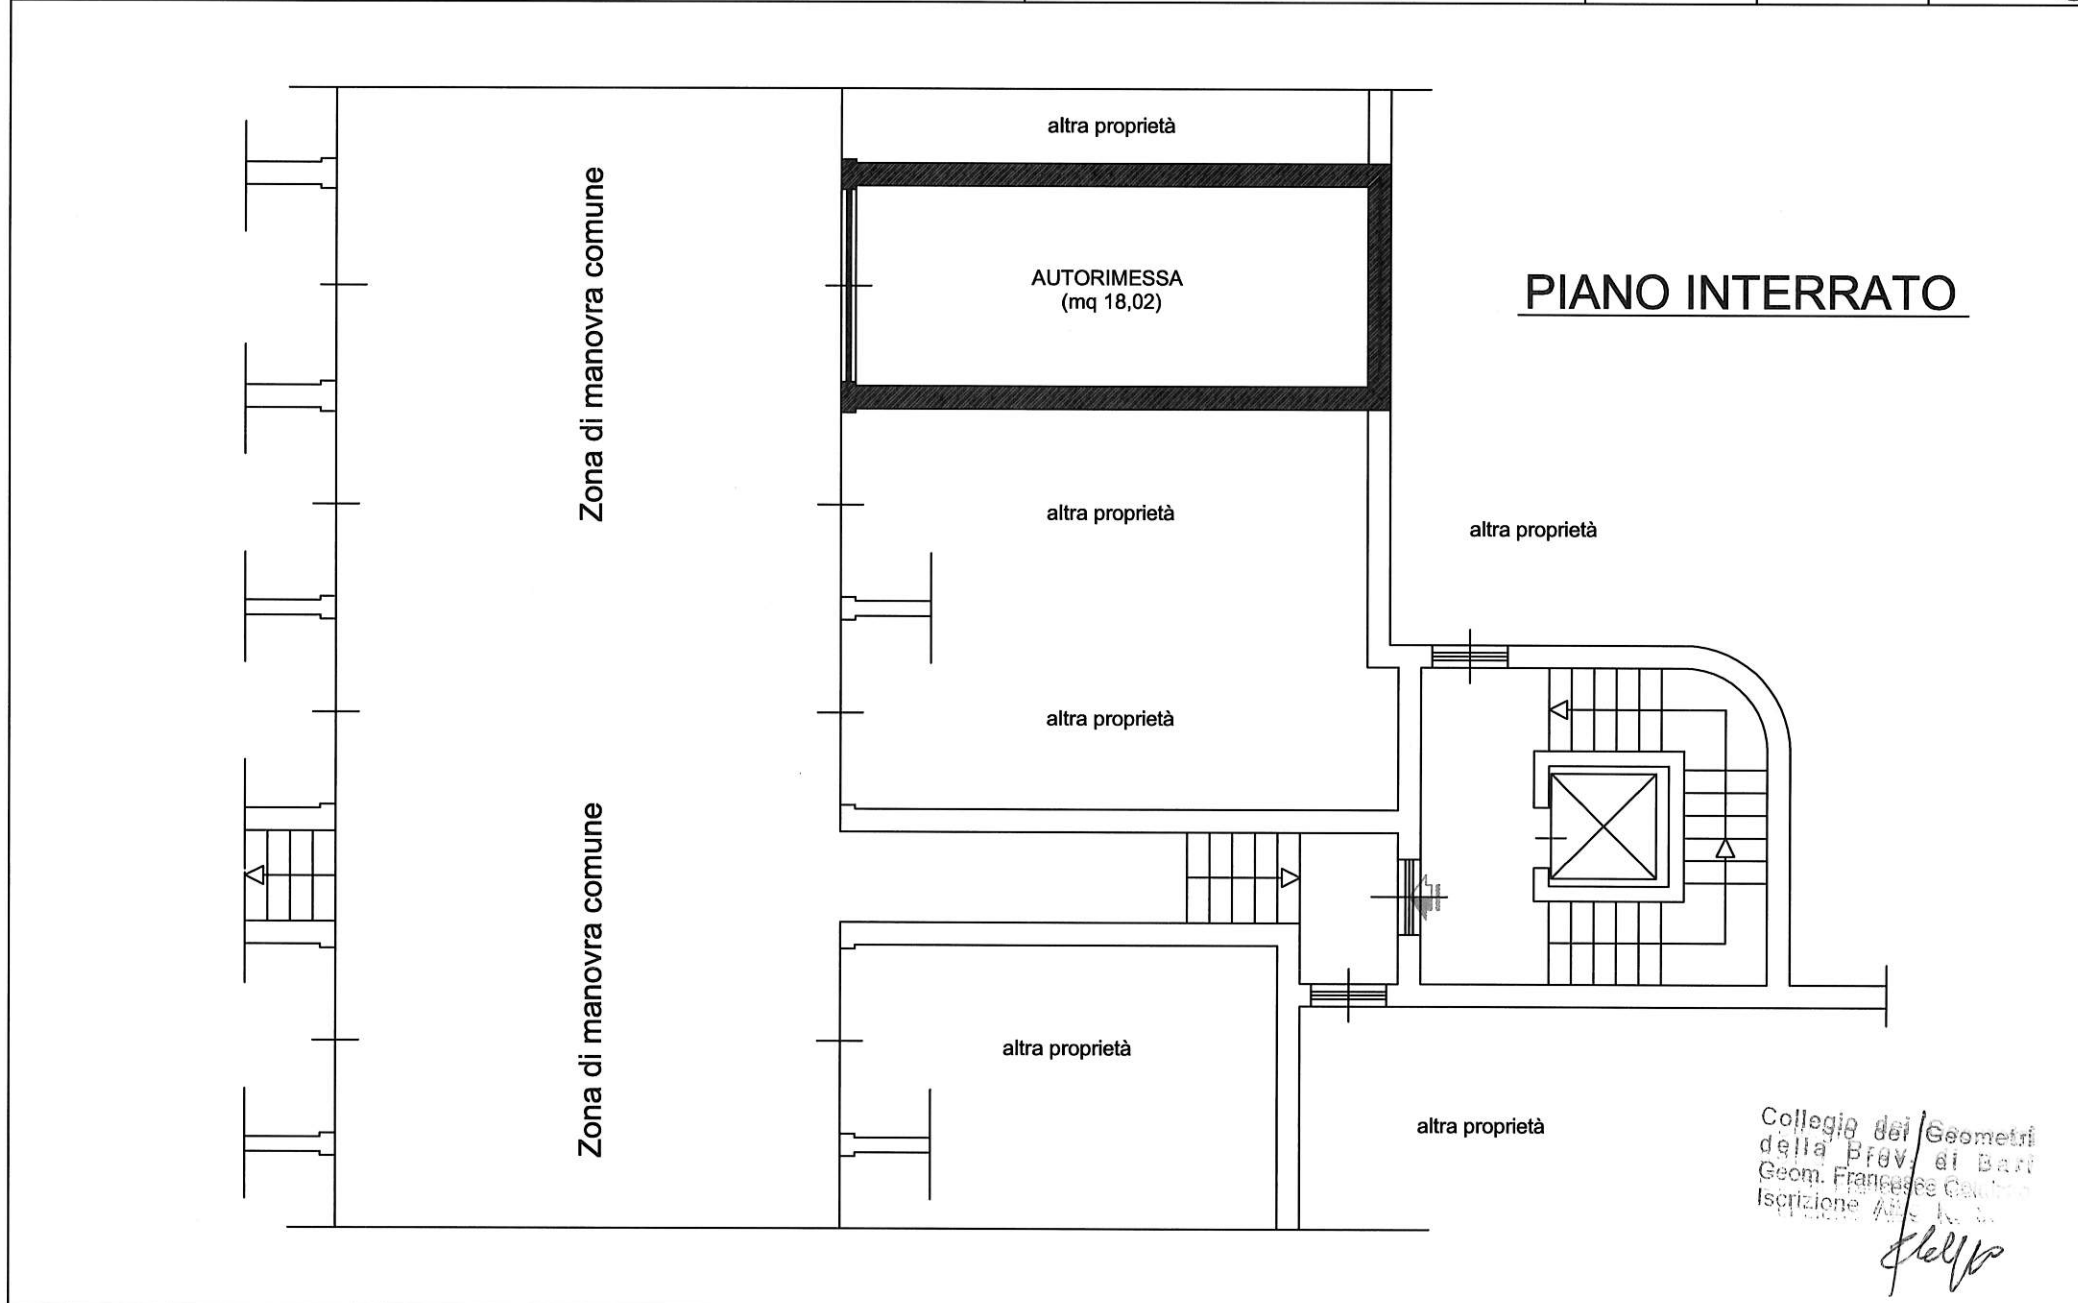 altra proprietà
Zona di manovra comune
AUTORIMESSA
(mq 18,02)
PIANO INTERRATO
altra proprietà
altra proprietà
altra proprietà
Zona di manovra comune
altra proprietà
altra proprietà
Collegio dei Geometri
della Prov. di Bari
Geom. Francesco
Iscrizione